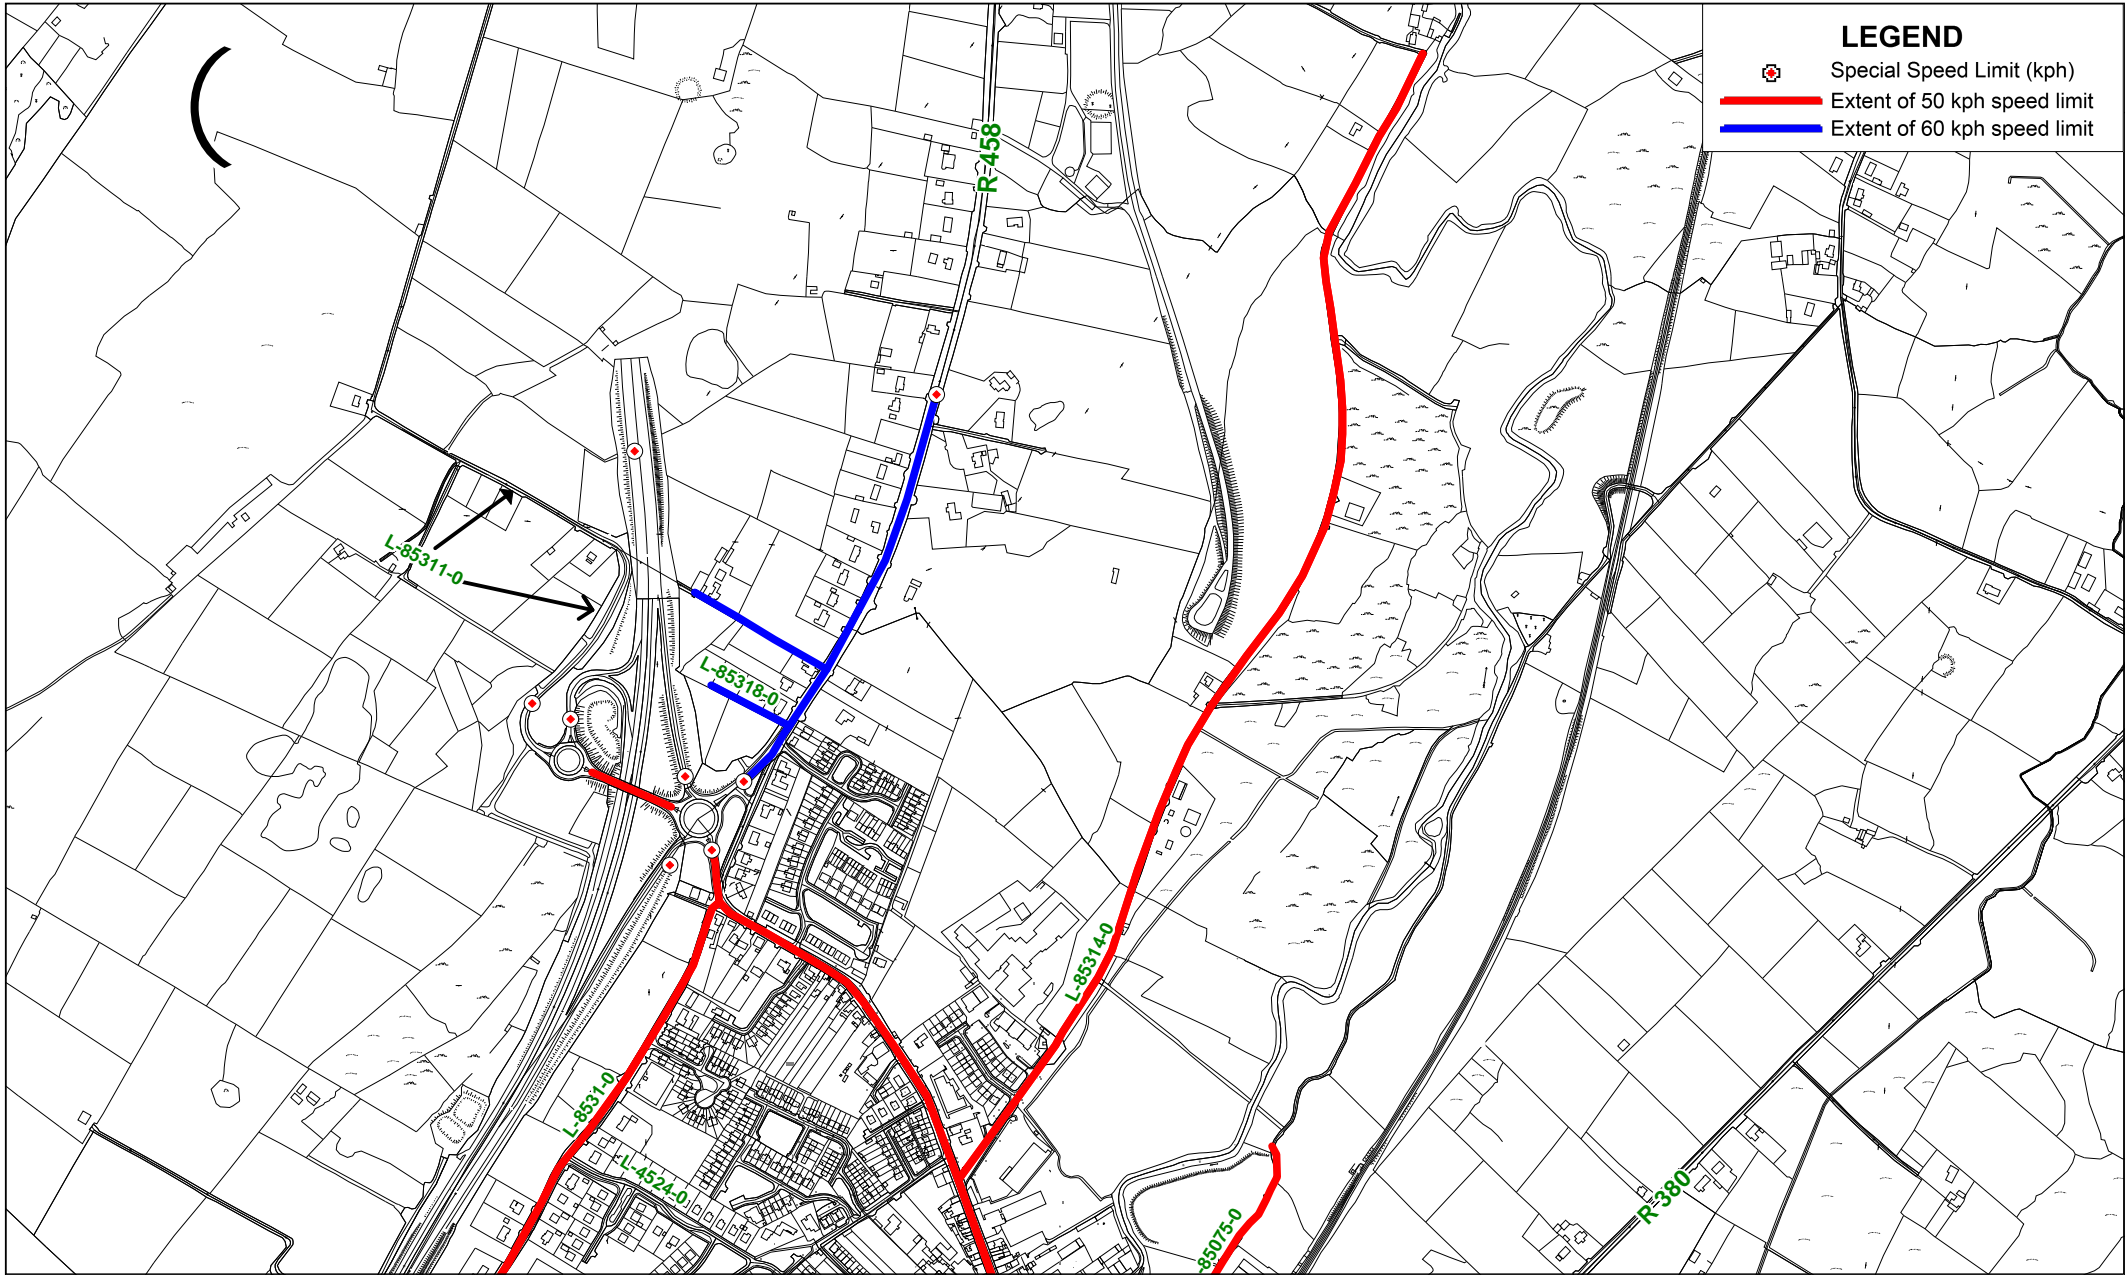 LEGEND
Special Speed Limit (kph)
Extent of 50 kph speed limit
Extent of 60 kph speed limit
R 458
L-85311-0
L-85318-0
L-85314-0
L-8531-0
L-4524-0
R 380
-85075-0